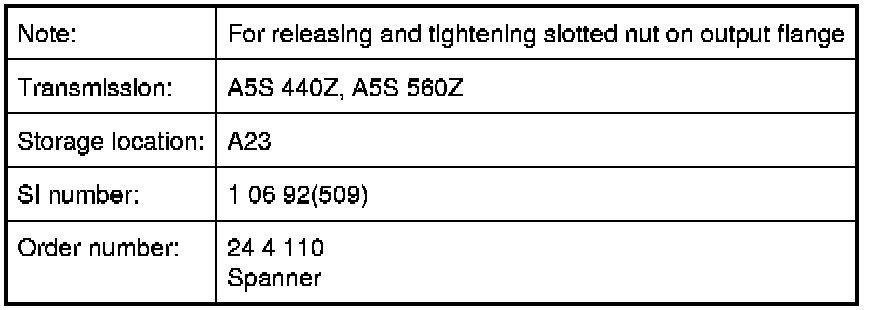 Note: For releasing and tightening slotted nut on output flange
Transmission: A5S 440Z, A5S 560Z
Storage location: A23
SI number: 1 06 92(509)
Order number: 24 4 110
Spanner